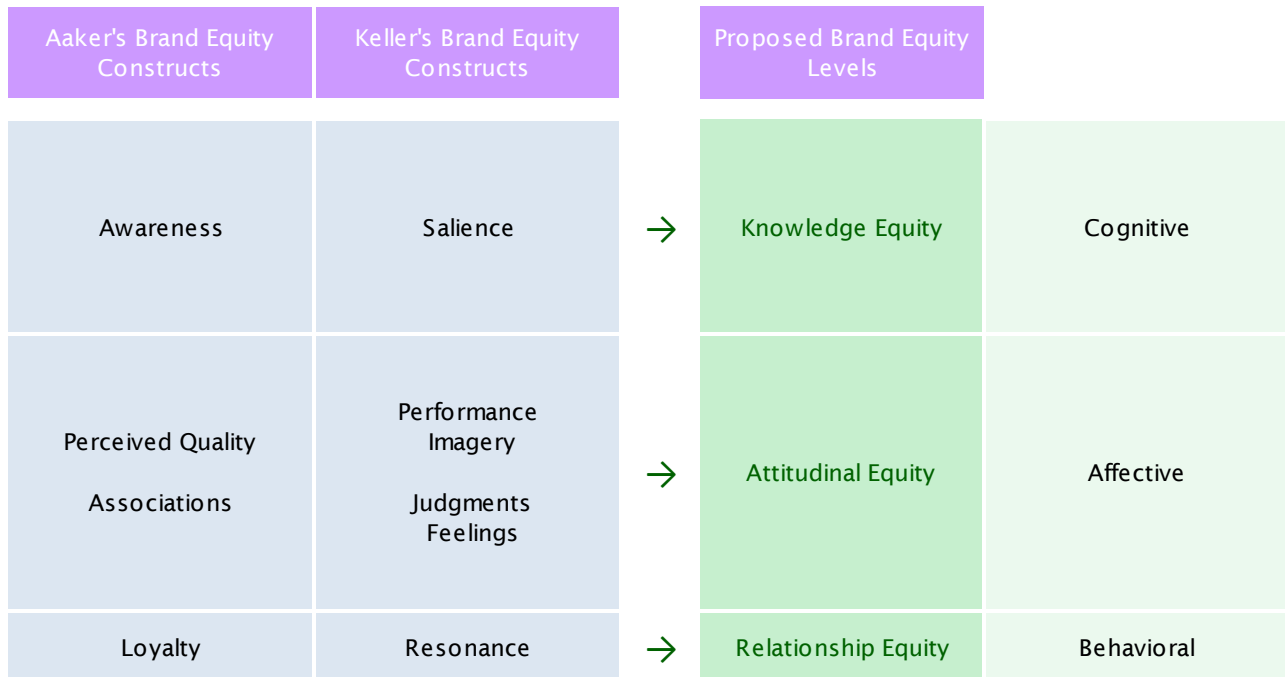 Aaker's Brand Equity
Constructs
Keller's Brand Equity
Constructs
Proposed Brand Equity
Levels
Awareness
Salience
→
Knowledge Equity
Cognitive
Perceived Quality
Associations
Performance
Imagery
Judgments
Feelings
→
Attitudinal Equity
Affective
Loyalty
Resonance
→
Relationship Equity
Behavioral